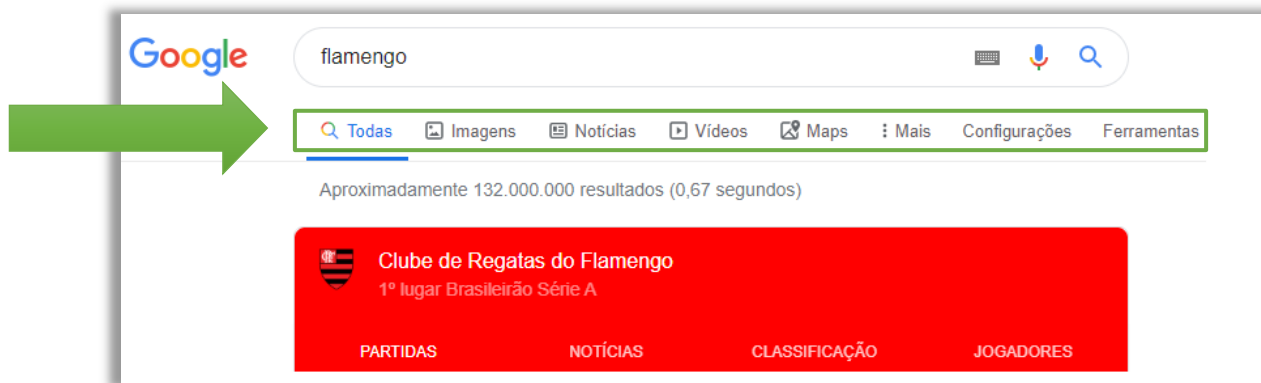 Google flamengo
Todas Imagens Notícias Vídeos Maps Mais Configurações Ferramentas
Aproximadamente 132.000.000 resultados (0,67 segundos)
Clube de Regatas do Flamengo
1º lugar Brasileirão Série A
PARTIDAS NOTÍCIAS CLASSIFICAÇÃO JOGADORES